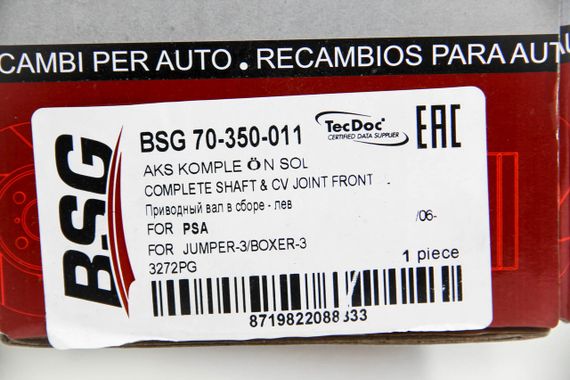 CAMBI PER AUTO . RECAMBIOS PARA AUT
BSG
BSG 70-350-011
TecDoc
CERTIFIED DATA SUPPLIER
EAC
AKS KOMPLE ÖN SOL
COMPLETE SHAFT & CV JOINT FRONT
Приводный вал в сборе - лев
FOR PSA
/06-
FOR JUMPER-3/BOXER-3
3272PG
1 piece
8719822088333